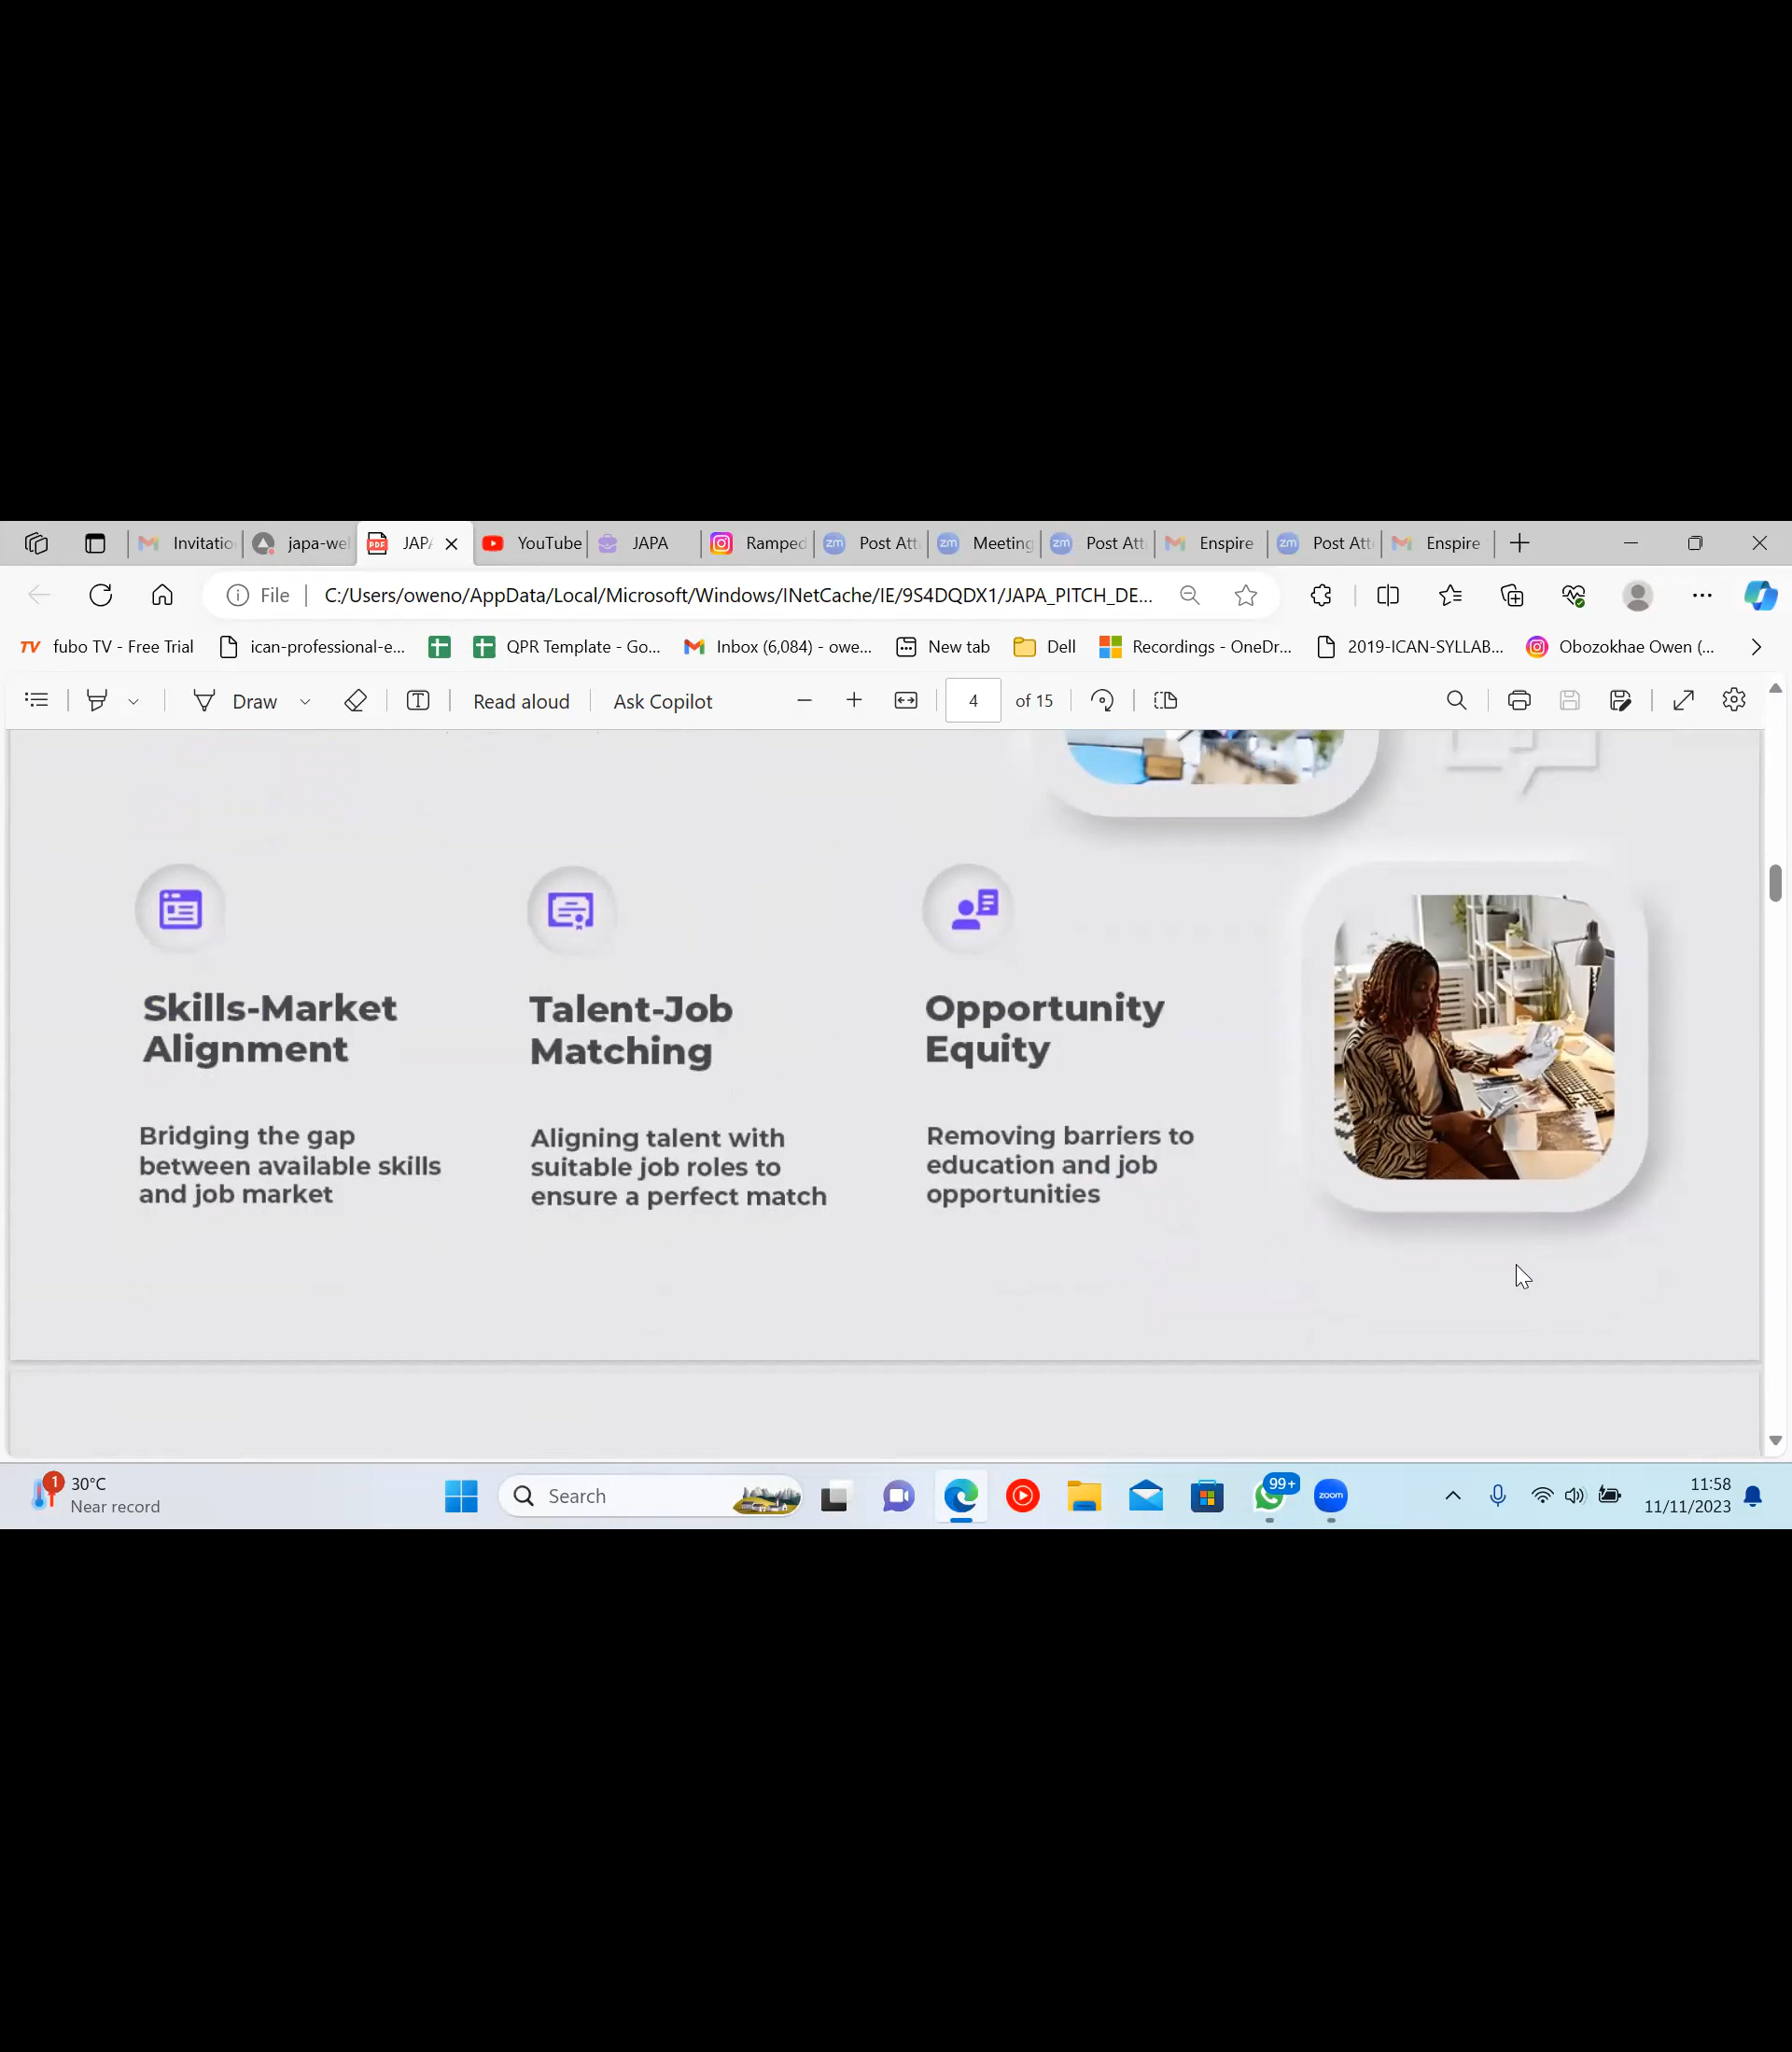 Invitatio
japa-wel
JAPA
YouTube
JAPA
Ramped
Post Att
Meeting
Post Att
Enspire
Post Att
Enspire
File
C:/Users/oweno/AppData/Local/Microsoft/Windows/INetCache/IE/9S4DQDX1/JAPA_PITCH_DE...
TV fubo TV - Free Trial
ican-professional-e...
QPR Template - Go...
Inbox (6,084) - owe...
New tab
Dell
Recordings - OneDr...
2019-ICAN-SYLLAB...
Obozokhae Owen (...
Draw
Read aloud
Ask Copilot
4 of 15
Skills-Market
Alignment
Bridging the gap
between available skills
and job market
Talent-Job
Matching
Aligning talent with
suitable job roles to
ensure a perfect match
Opportunity
Equity
Removing barriers to
education and job
opportunities
1
30°C
Near record
Search
99+
zoom
11:58
11/11/2023